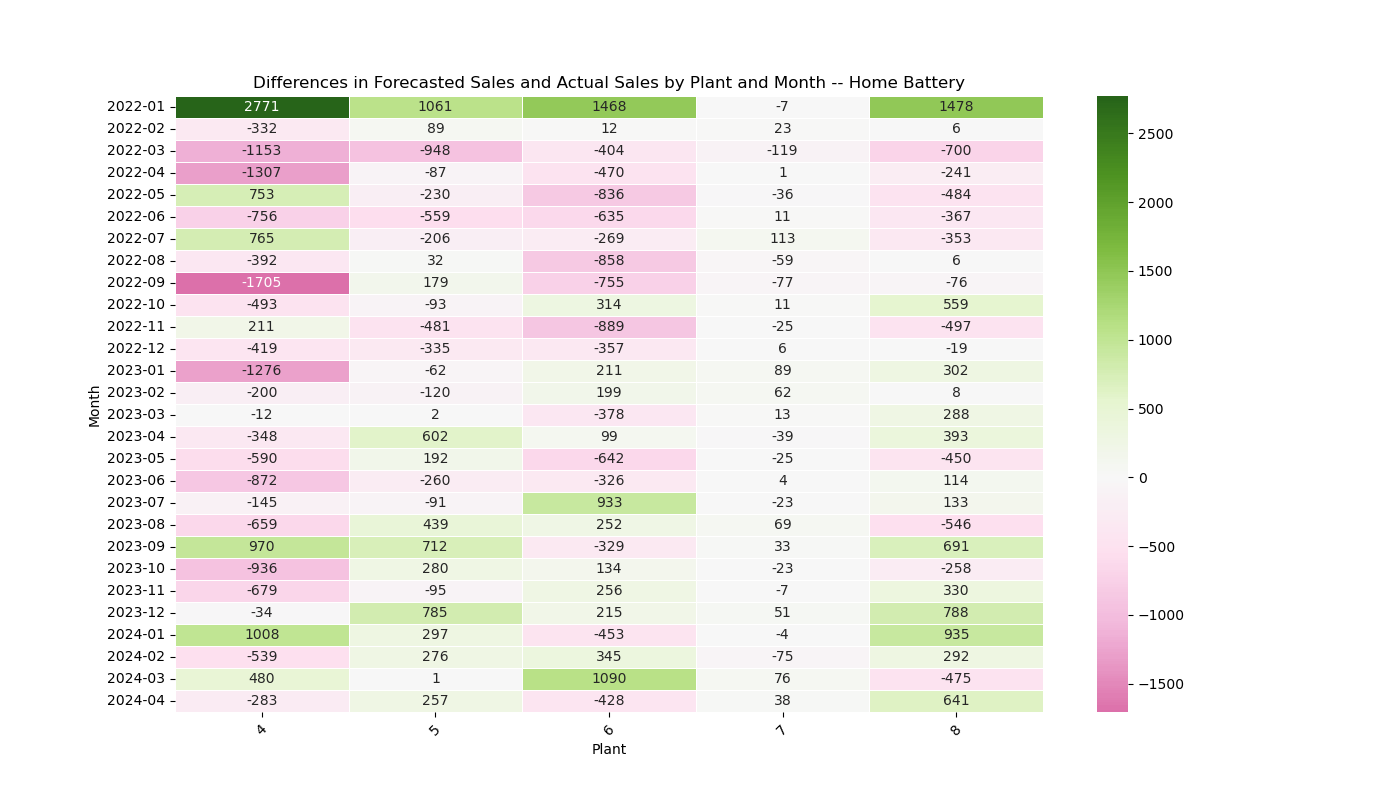 Differences in Forecasted Sales and Actual Sales by Plant and Month -- Home Battery
2022-01 2771 1061 1468 -7 1478
2022-02 -332 89 12 23 6
2022-03 -1153 -948 -404 -119 -700
2022-04 -1307 -87 -470 1 -241
2022-05 753 -230 -836 -36 -484
2022-06 -756 -559 -635 11 -367
2022-07 765 -206 -269 113 -353
2022-08 -392 32 -858 -59 6
2022-09 -1705 179 -755 -77 -76
2022-10 -493 -93 314 11 559
2022-11 211 -481 -889 -25 -497
2022-12 -419 -335 -357 6 -19
2023-01 -1276 -62 211 89 302
2023-02 -200 -120 199 62 8
2023-03 -12 2 -378 13 288
2023-04 -348 602 99 -39 393
2023-05 -590 192 -642 -25 -450
2023-06 -872 -260 -326 4 114
2023-07 -145 -91 933 -23 133
2023-08 -659 439 252 69 -546
2023-09 970 712 -329 33 691
2023-10 -936 280 134 -23 -258
2023-11 -679 -95 256 -7 330
2023-12 -34 785 215 51 788
2024-01 1008 297 -453 -4 935
2024-02 -539 276 345 -75 292
2024-03 480 1 1090 76 -475
2024-04 -283 257 -428 38 641
4 5 6 7 8
Plant
Month
2500
2000
1500
1000
500
0
−500
−1000
−1500